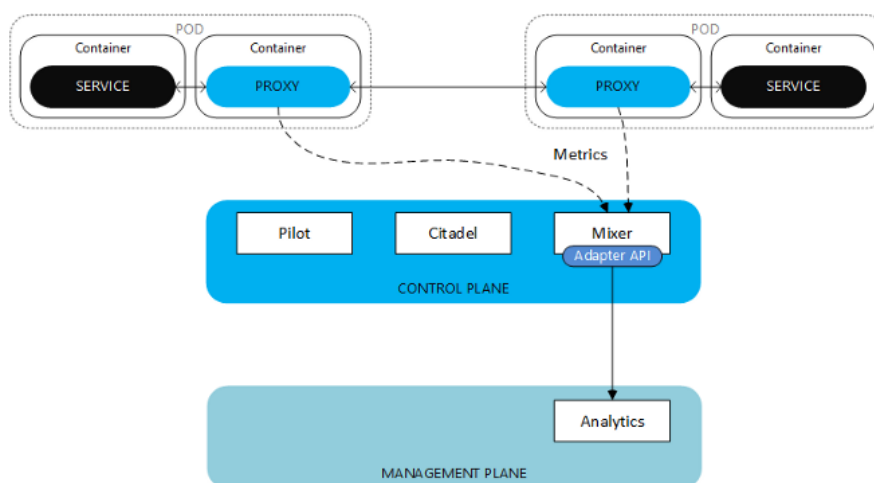 POD
Container
Container
SERVICE
PROXY
POD
Container
Container
PROXY
SERVICE
Metrics
Pilot
Citadel
Mixer
Adapter API
CONTROL PLANE
Analytics
MANAGEMENT PLANE